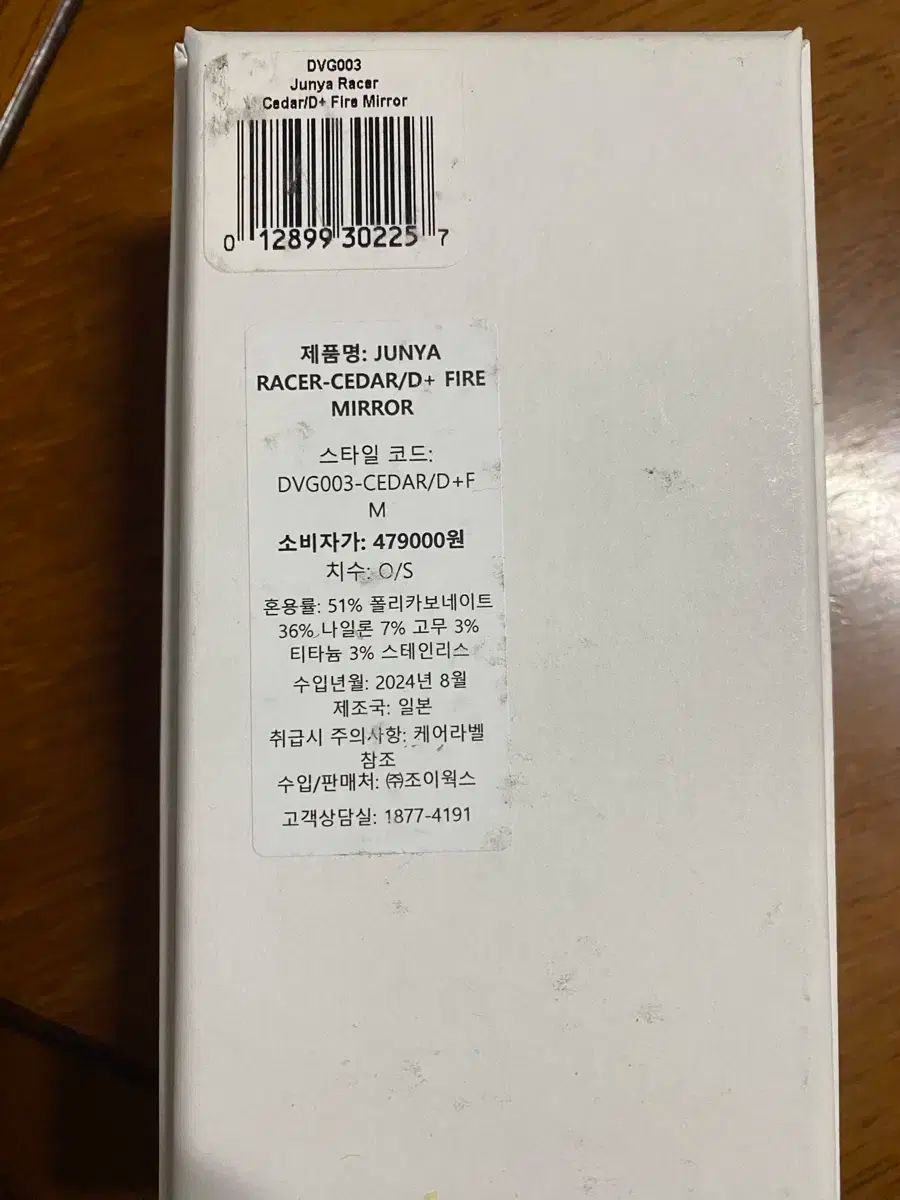 DVG003
Junya Racer
Cedar/D+ Fire Mirror
0 12899 30225 7
제품명: JUNYA
RACER-CEDAR/D+ FIRE
MIRROR
스타일 코드:
DVG003-CEDAR/D+F
M
소비자가: 479000원
치수: O/S
혼용률: 51% 폴리카보네이트
36% 나일론 7% 고무 3%
티타늄 3% 스테인리스
수입년월: 2024년 8월
제조국: 일본
취급시 주의사항: 케어라벨
참조
수입/판매처: ㈜조이웍스
고객상담실: 1877-4191